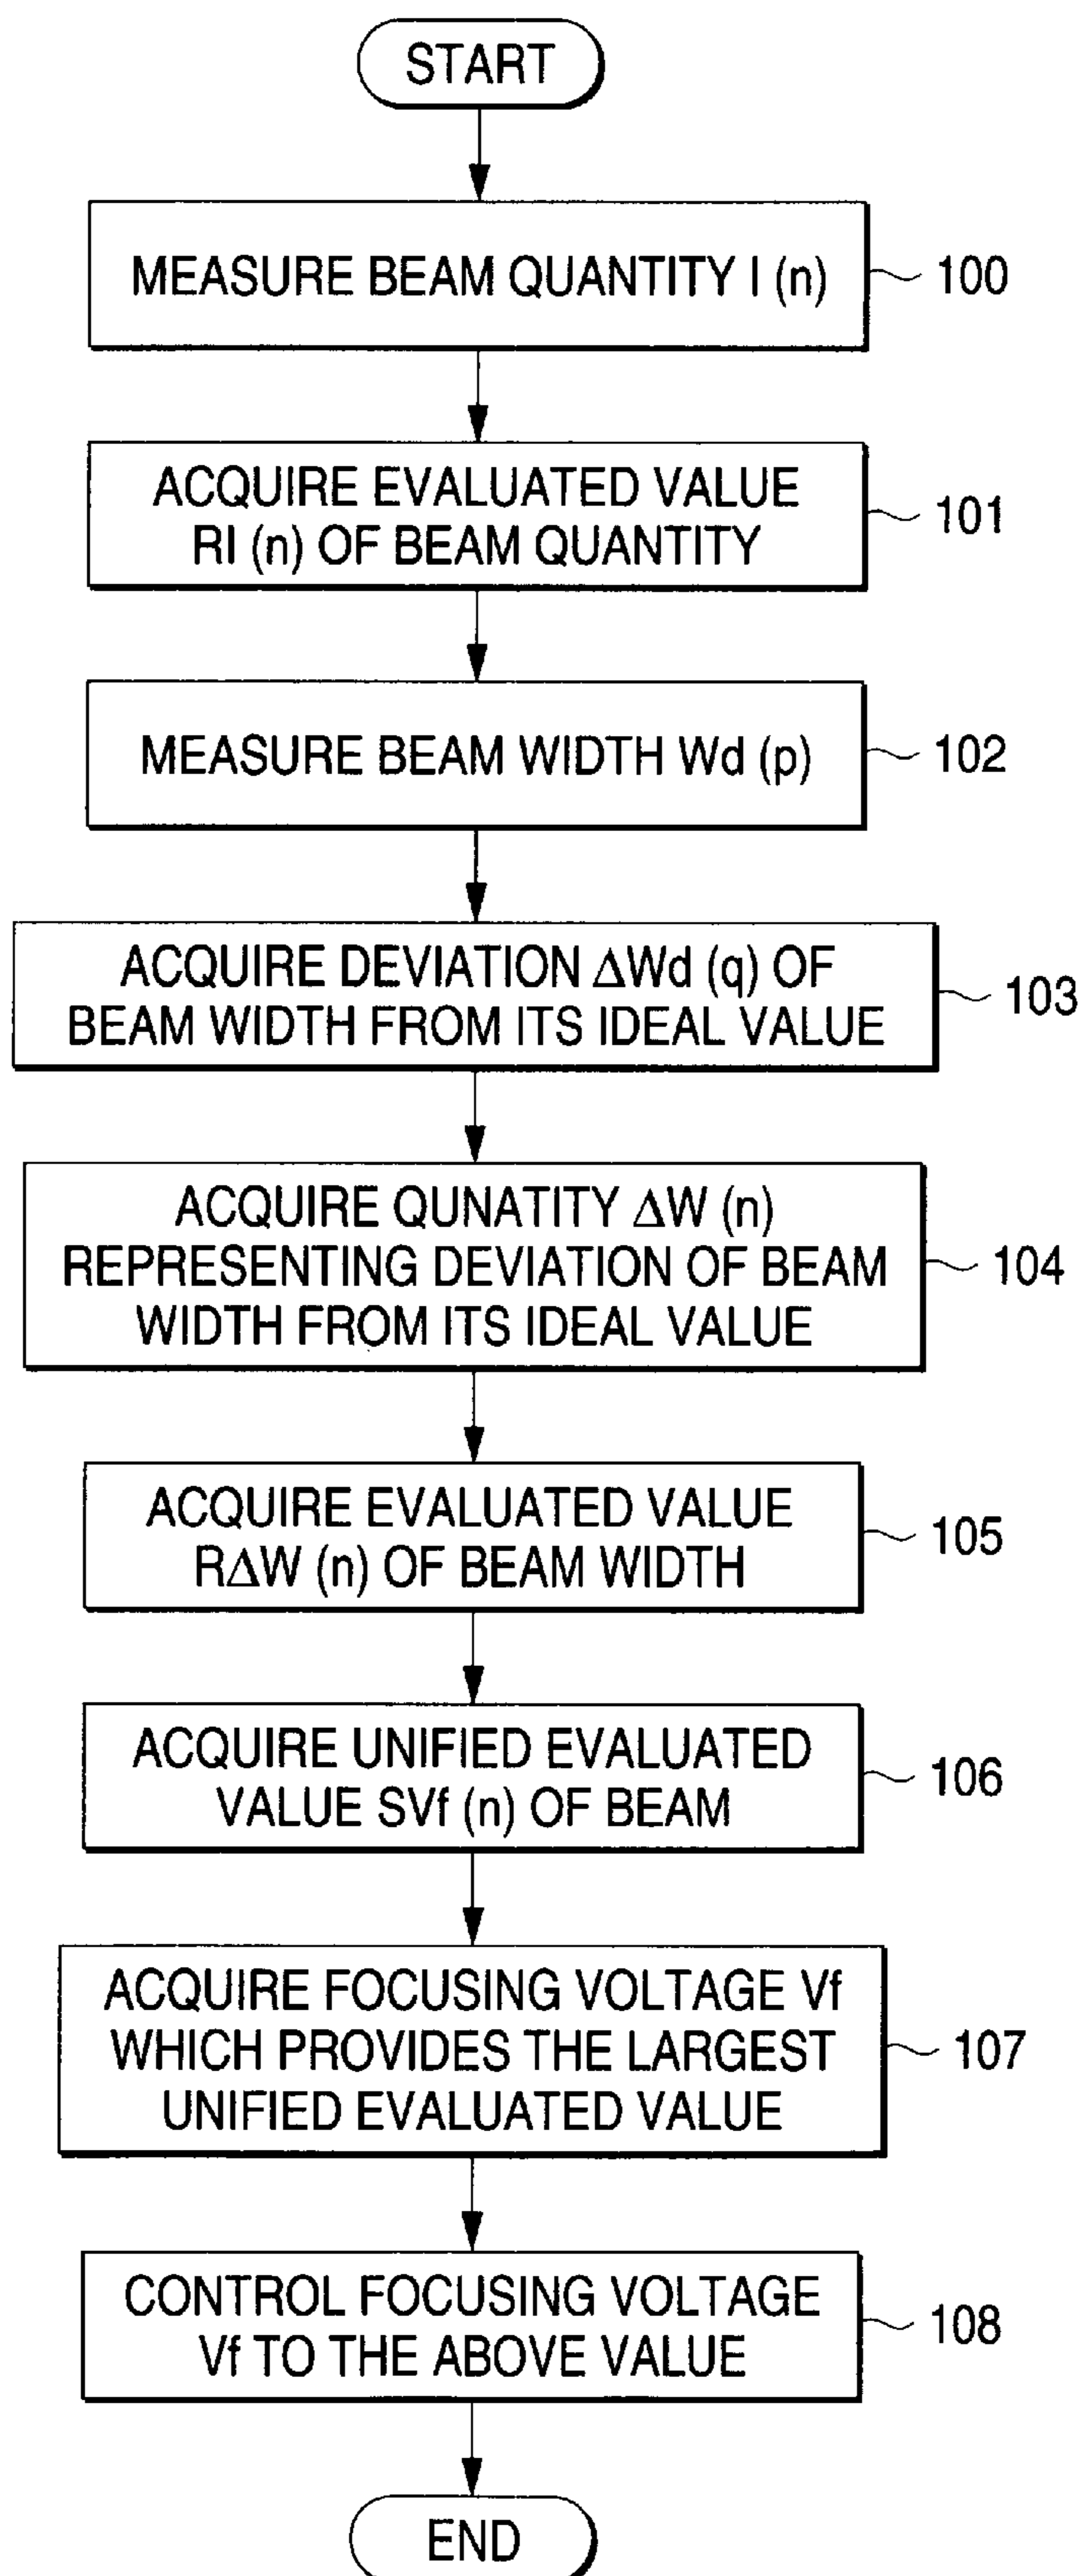 START
MEASURE BEAM QUANTITY I (n)
100
ACQUIRE EVALUATED VALUE
RI (n) OF BEAM QUANTITY
101
MEASURE BEAM WIDTH Wd (p)
102
ACQUIRE DEVIATION ΔWd (q) OF
BEAM WIDTH FROM ITS IDEAL VALUE
103
ACQUIRE QUNATITY ΔW (n)
REPRESENTING DEVIATION OF BEAM
WIDTH FROM ITS IDEAL VALUE
104
ACQUIRE EVALUATED VALUE
RΔW (n) OF BEAM WIDTH
105
ACQUIRE UNIFIED EVALUATED
VALUE SVf (n) OF BEAM
106
ACQUIRE FOCUSING VOLTAGE Vf
WHICH PROVIDES THE LARGEST
UNIFIED EVALUATED VALUE
107
CONTROL FOCUSING VOLTAGE
Vf TO THE ABOVE VALUE
108
END